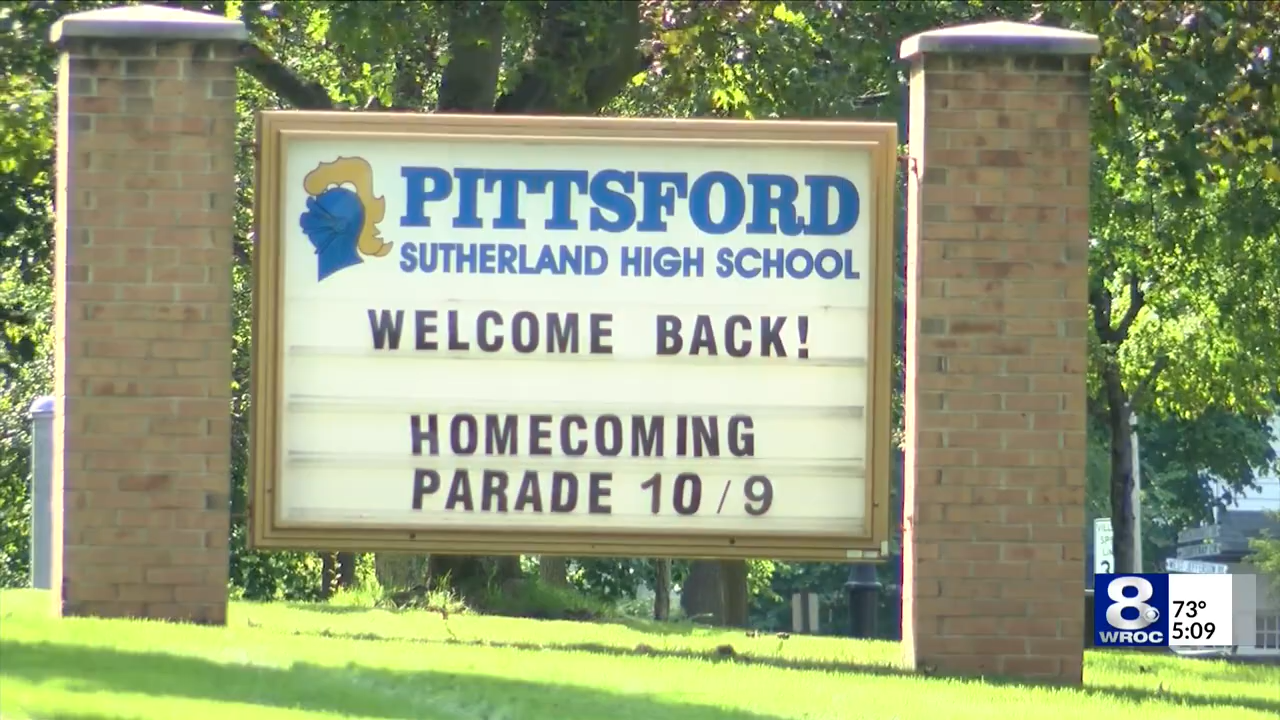 PITTSFORD
SUTHERLAND HIGH SCHOOL
WELCOME BACK!
HOMECOMING
PARADE 10/9
8
WROC
73°
5:09